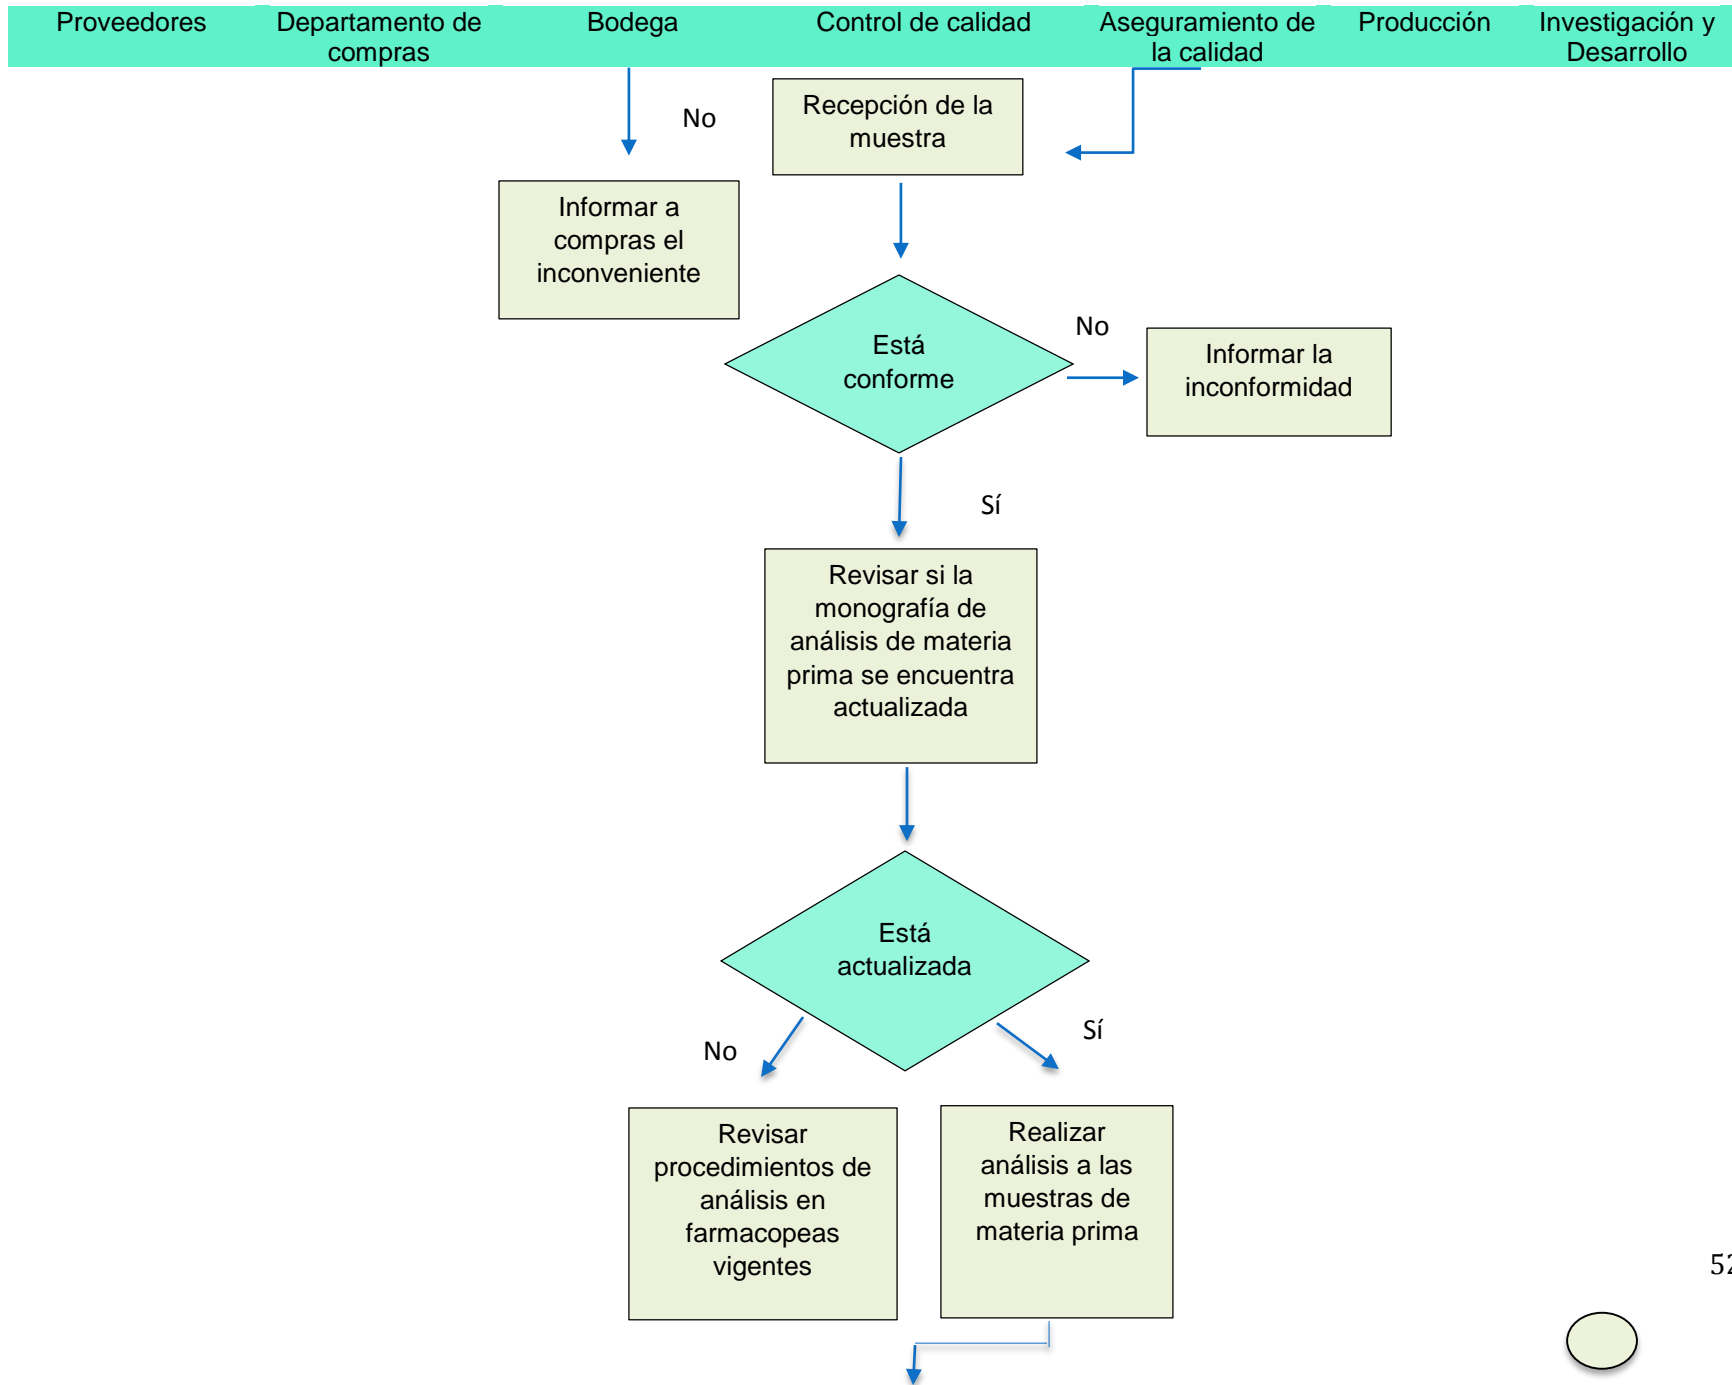 Proveedores
Departamento de
compras
Bodega
Control de calidad
Aseguramiento de
la calidad
Producción
Investigación y
Desarrollo
No
Recepción de la
muestra
Informar a
compras el
inconveniente
Está
conforme
No
Informar la
inconformidad
Sí
Revisar si la
monografía de
análisis de materia
prima se encuentra
actualizada
Está
actualizada
No
Sí
Revisar
procedimientos de
análisis en
farmacopeas
vigentes
Realizar
análisis a las
muestras de
materia prima
52